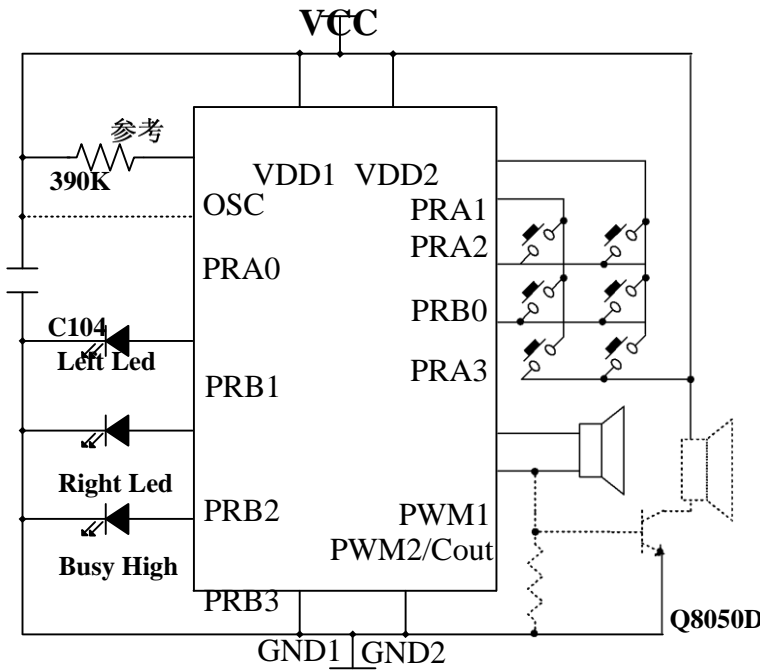 VCC
参考
390K
VDD1 VDD2
OSC
PRA1
PRA2
PRA0
PRB0
C104
Left Led
PRA3
PRB1
Right Led
PRB2
PWM1
PWM2/Cout
Busy High
PRB3
Q8050D
GND1 GND2